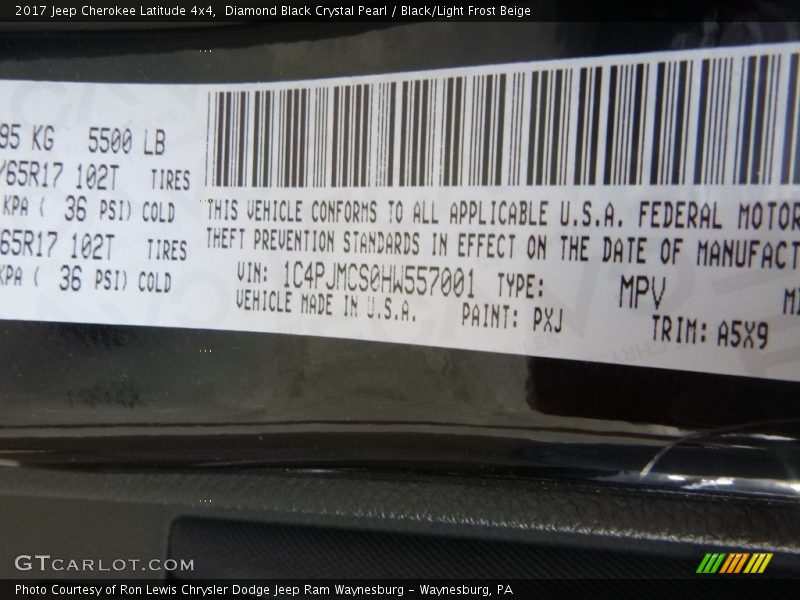 2017 Jeep Cherokee Latitude 4x4, Diamond Black Crystal Pearl / Black/Light Frost Beige
95 KG 5500 LB
/65R17 102T TIRES
KPA ( 36 PSI) COLD
65R17 102T TIRES
KPA ( 36 PSI) COLD
THIS VEHICLE CONFORMS TO ALL APPLICABLE U.S.A. FEDERAL MOTOR
THEFT PREVENTION STANDARDS IN EFFECT ON THE DATE OF MANUFACT
VIN: 1C4PJMCS0HW557001 TYPE: MPV
VEHICLE MADE IN U.S.A. PAINT: PXJ TRIM: A5X9
GTCARLOT.COM
Photo Courtesy of Ron Lewis Chrysler Dodge Jeep Ram Waynesburg - Waynesburg, PA